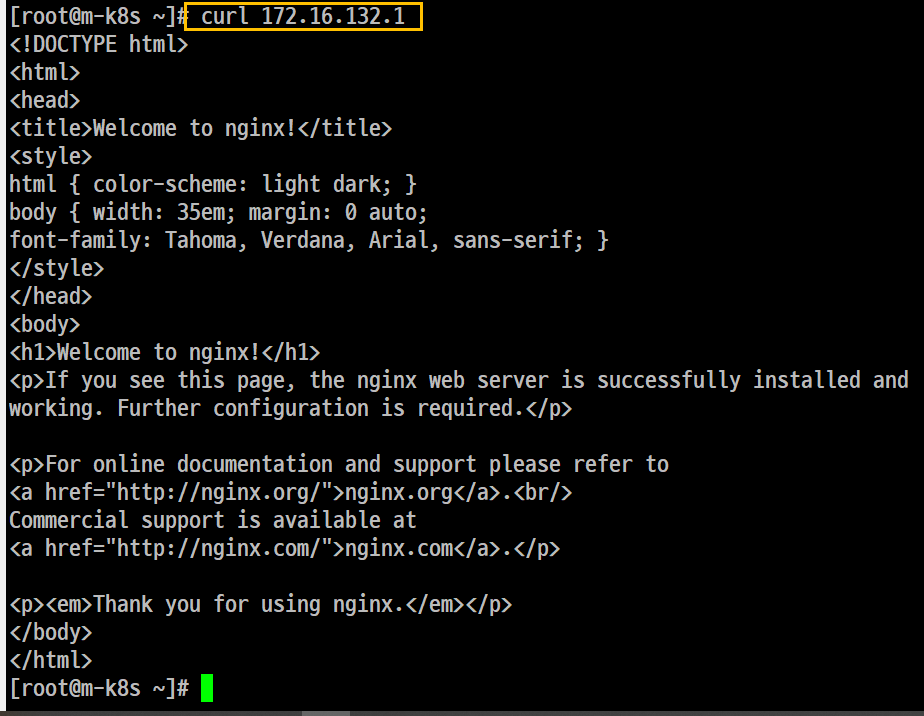 [root@m-k8s ~]# curl 172.16.132.1
<!DOCTYPE html>
<html>
<head>
<title>Welcome to nginx!</title>
<style>
html { color-scheme: light dark; }
body { width: 35em; margin: 0 auto;
font-family: Tahoma, Verdana, Arial, sans-serif; }
</style>
</head>
<body>
<h1>Welcome to nginx!</h1>
<p>If you see this page, the nginx web server is successfully installed and
working. Further configuration is required.</p>

<p>For online documentation and support please refer to
<a href="http://nginx.org/">nginx.org</a>.<br/>
Commercial support is available at
<a href="http://nginx.com/">nginx.com</a>.</p>

<p><em>Thank you for using nginx.</em></p>
</body>
</html>
[root@m-k8s ~]#